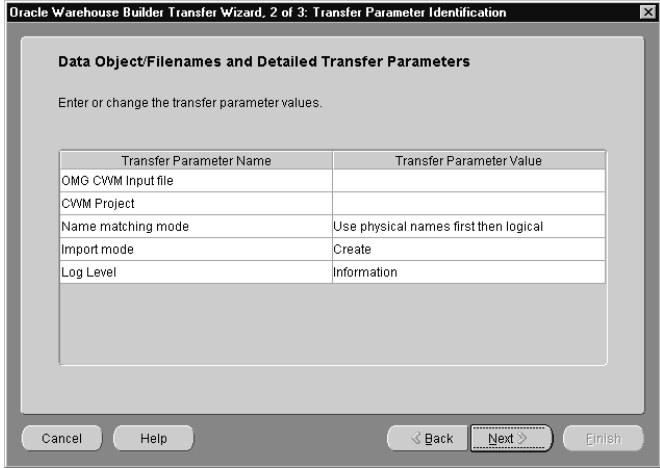 Oracle Warehouse Builder Transfer Wizard, 2 of 3: Transfer Parameter Identification
Data Object/Filenames and Detailed Transfer Parameters
Enter or change the transfer parameter values.
Transfer Parameter Name Transfer Parameter Value
OMG CWM Input file
CWM Project
Name matching mode Use physical names first then logical
Import mode Create
Log Level Information
Cancel Help Back Next Finish